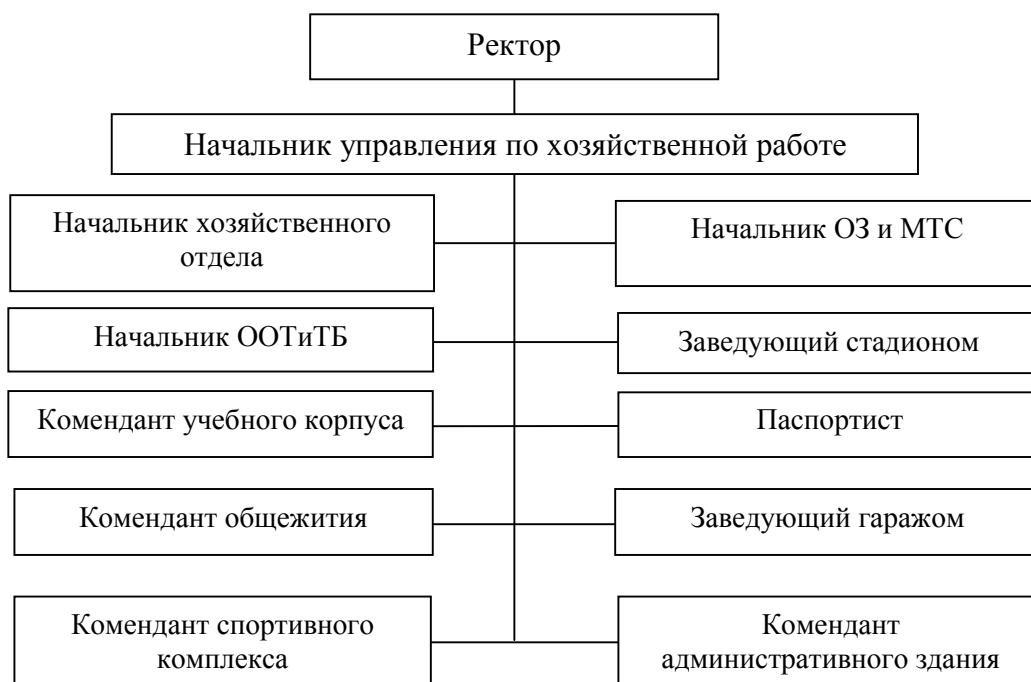 Ректор
Начальник управления по хозяйственной работе
Начальник хозяйственного
отдела
Начальник ОЗ и МТС
Начальник ООТиТБ
Заведующий стадионом
Комендант учебного корпуса
Паспортист
Комендант общежития
Заведующий гаражом
Комендант спортивного
комплекса
Комендант
административного здания